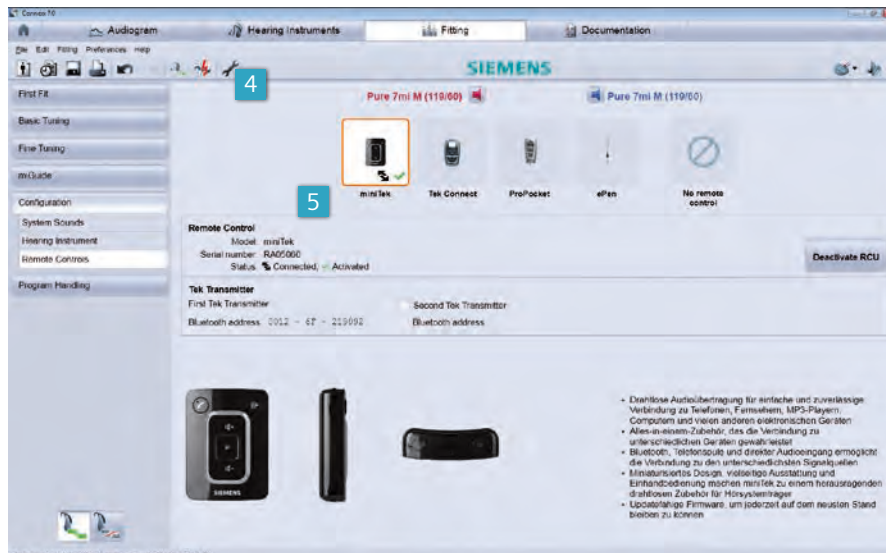 Connexx 7.0
Audiogram
Hearing Instruments
Fitting
Documentation
File Edit Fitting Preferences Help
SIEMENS
4
First Fit
Pure 7mi M (119/60)
Pure 7mi M (119/60)
Basic Tuning
Fine Tuning
miGuide
Configuration
System Sounds
Hearing Instrument
Remote Controls
Program Handling
miniTek
Tek Connect
ProPocket
ePen
No remote
control
5
Remote Control
Model miniTek
Serial number RA05060
Status Connected, Activated
Deactivate RCU
Tek Transmitter
First Tek Transmitter
Second Tek Transmitter
Bluetooth address 0012 - 6F - 219092
Bluetooth address
SIEMENS
• Drahtlose Audioübertragung für einfache und zuverlässige
Verbindung zu Telefonen, Fernsehern, MP3-Playern,
Computern und vielen anderen elektronischen Geräten
• Alles-in-einem-Zubehör, das die Verbindung zu
unterschiedlichen Geräten gewährleistet
• Bluetooth, Telefonspule und direkter Audioeingang ermöglicht
die Verbindung zu den unterschiedlichsten Signalquellen
• Miniaturisiertes Design, vielseitige Ausstattung und
Einhandbedienung machen miniTek zu einem herausragenden
drahtlosen Zubehör für Hörsystemträger
• Updatefähige Firmware, um jederzeit auf dem neusten Stand
bleiben zu können